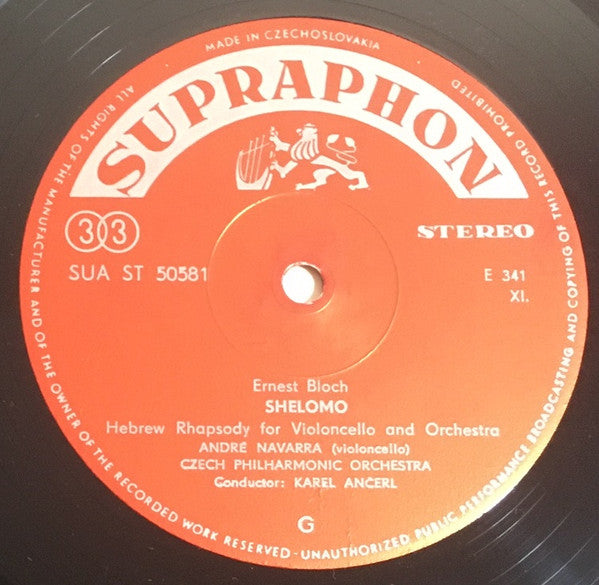 MADE IN CZECHOSLOVAKIA
SUPRAPHON
33
STEREO
SUA ST 50581
E 341
XI.
Ernest Bloch
SHELOMO
Hebrew Rhapsody for Violoncello and Orchestra
ANDRÉ NAVARRA (violoncello)
CZECH PHILHARMONIC ORCHESTRA
Conductor: KAREL ANČERL
G
ALL RIGHTS OF THE MANUFACTURER AND OF THE OWNER OF THE RECORDED WORK RESERVED - UNAUTHORIZED PUBLIC PERFORMANCE BROADCASTING AND COPYING OF THIS RECORD PROHIBITED